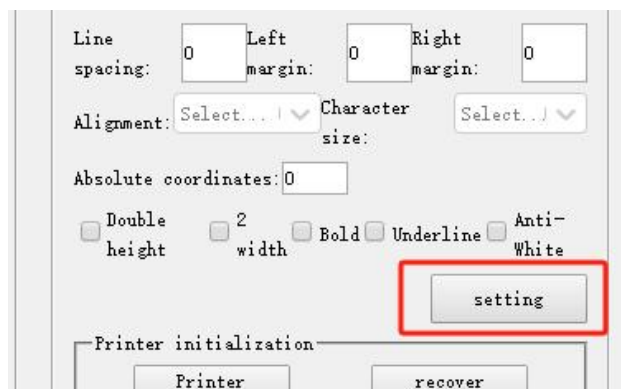 Line spacing: 0 Left margin: 0 Right margin: 0
Alignment: Select... Character size: Select..
Absolute coordinates: 0
Double height 2 width Bold Underline Anti-White
setting
Printer initialization
Printer recover